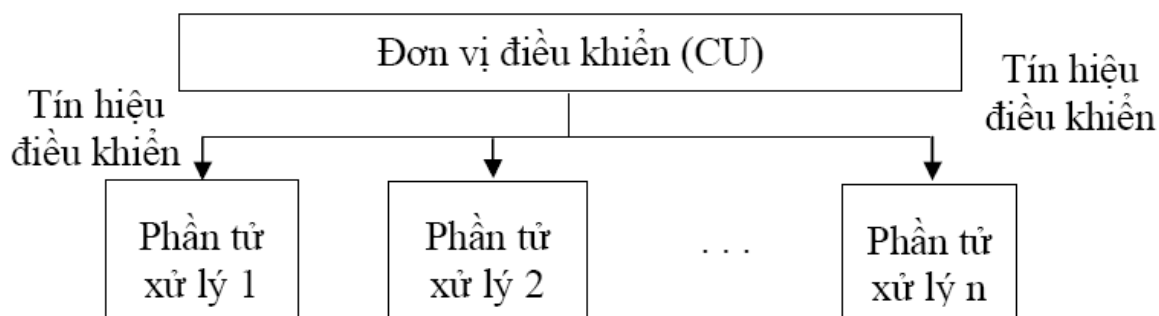 Đơn vị điều khiển (CU)
Tín hiệu
điều khiển
Tín hiệu
điều khiển
Phần tử
xử lý 1
Phần tử
xử lý 2
. . .
Phần tử
xử lý n